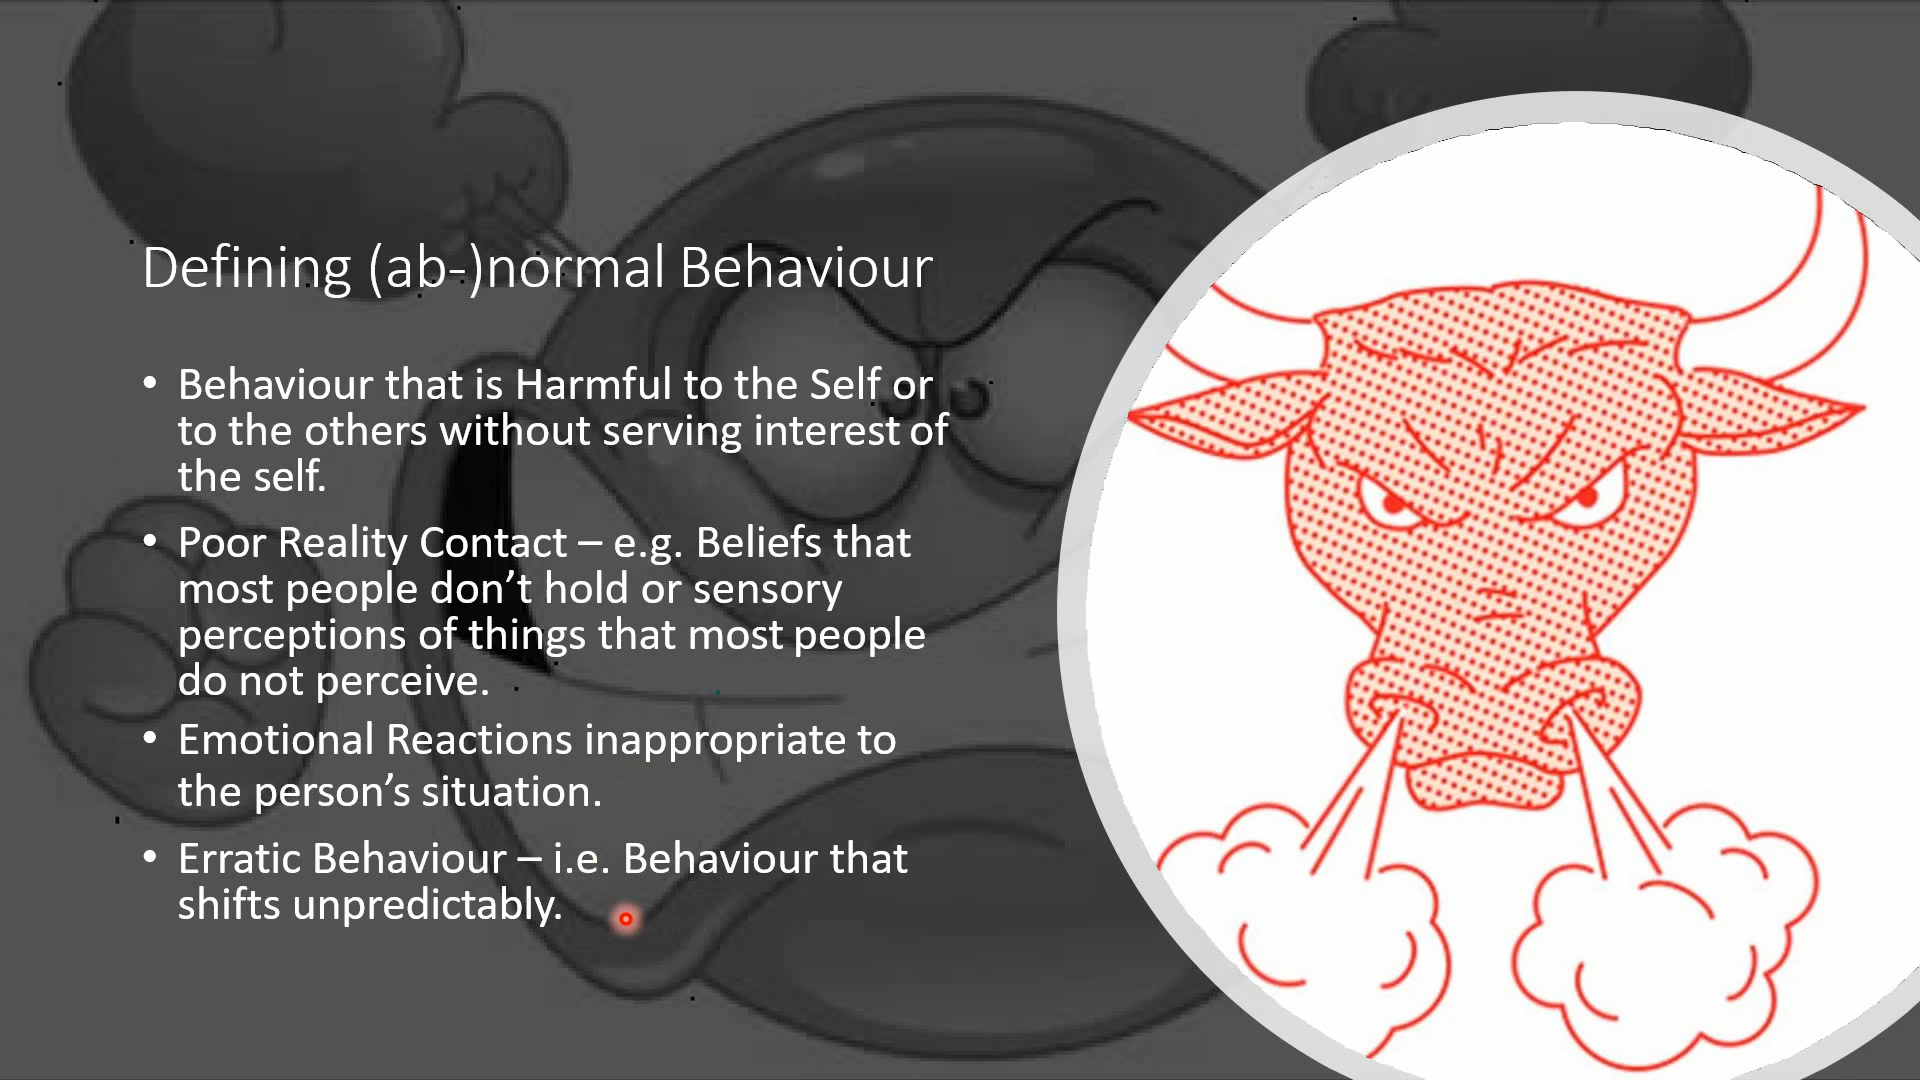 Defining (ab-)normal Behaviour
• Behaviour that is Harmful to the Self or
to the others without serving interest of
the self.
• Poor Reality Contact – e.g. Beliefs that
most people don’t hold or sensory
perceptions of things that most people
do not perceive.
• Emotional Reactions inappropriate to
the person’s situation.
• Erratic Behaviour – i.e. Behaviour that
shifts unpredictably.